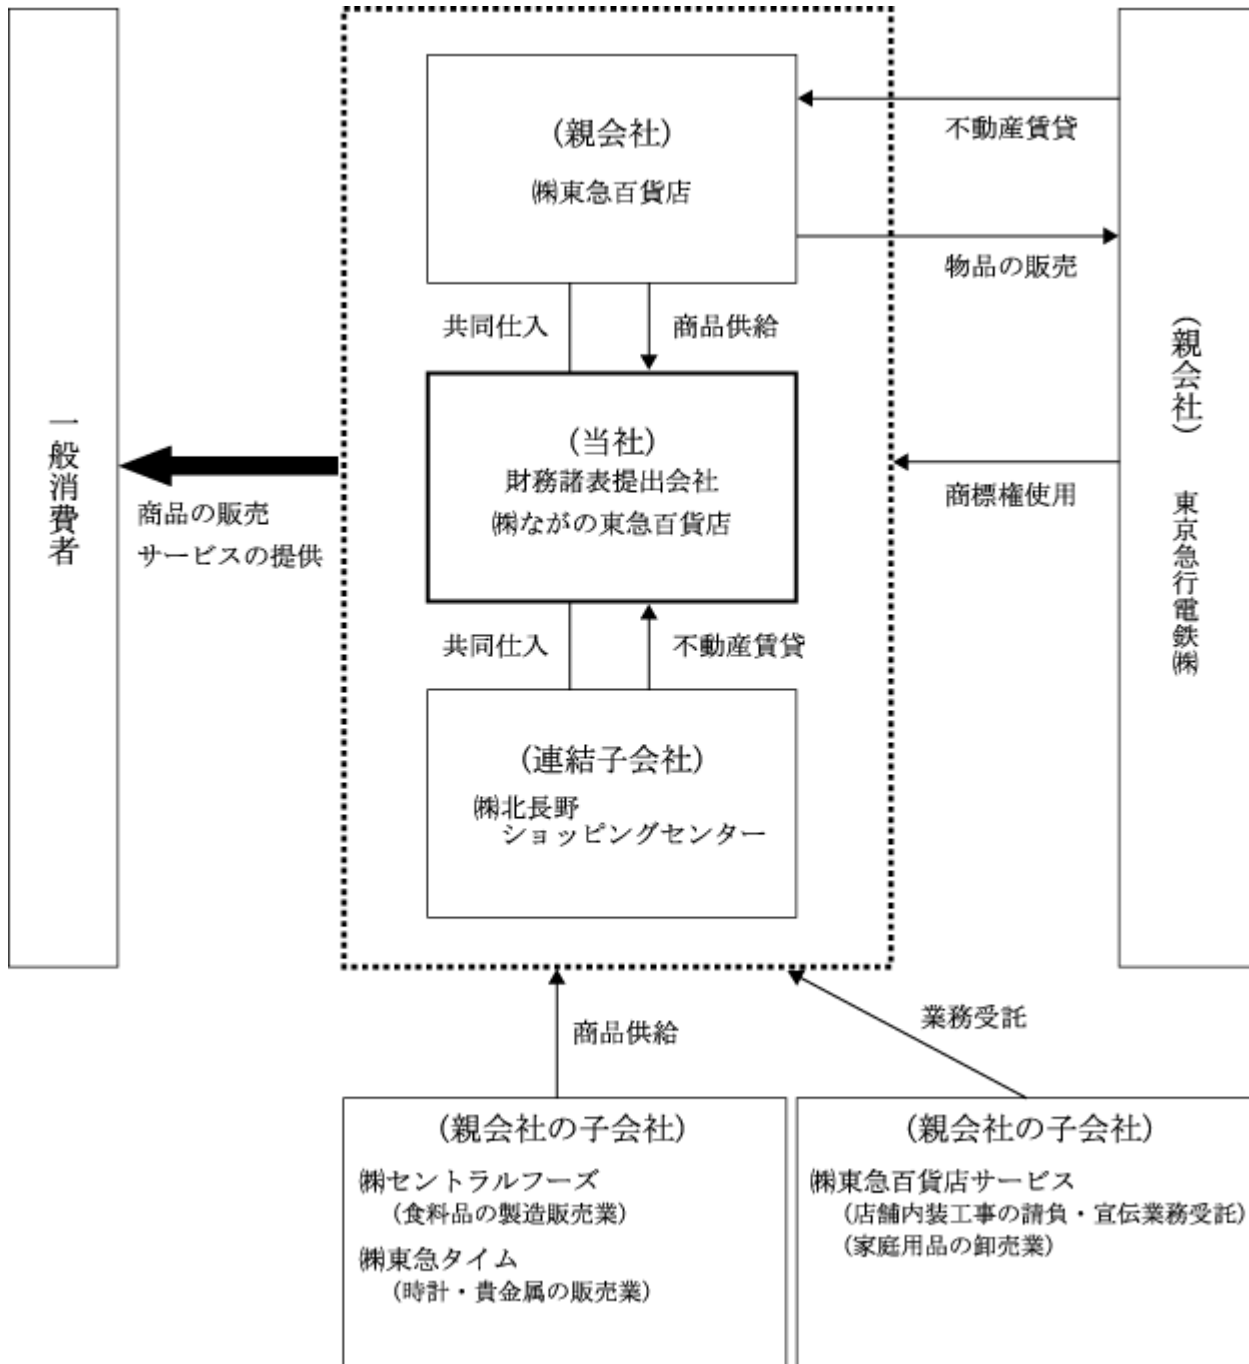 (親会社)
㈱東急百貨店
不動産賃貸
物品の販売
共同仕入
商品供給
(当社)
財務諸表提出会社
㈱ながの東急百貨店
一般消費者
商品の販売
サービスの提供
商標権使用
(親会社) 東京急行電鉄㈱
共同仕入
不動産賃貸
(連結子会社)
㈱北長野
ショッピングセンター
商品供給
業務受託
(親会社の子会社)
㈱セントラルフーズ
(食料品の製造販売業)
㈱東急タイム
(時計・貴金属の販売業)
(親会社の子会社)
㈱東急百貨店サービス
(店舗内装工事の請負・宣伝業務受託)
(家庭用品の卸売業)